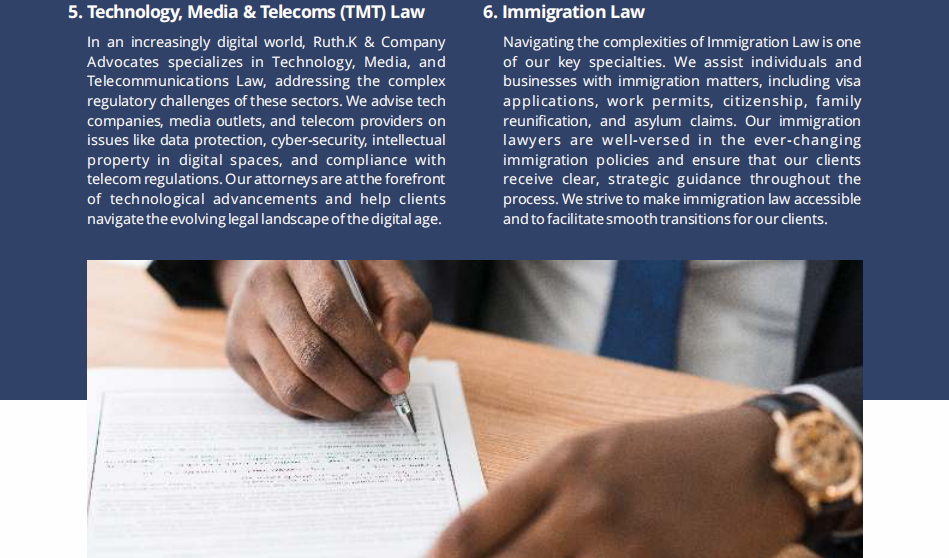 5. Technology, Media & Telecoms (TMT) Law
In an increasingly digital world, Ruth.K & Company
Advocates specializes in Technology, Media, and
Telecommunications Law, addressing the complex
regulatory challenges of these sectors. We advise tech
companies, media outlets, and telecom providers on
issues like data protection, cyber-security, intellectual
property in digital spaces, and compliance with
telecom regulations. Our attorneys are at the forefront
of technological advancements and help clients
navigate the evolving legal landscape of the digital age.
6. Immigration Law
Navigating the complexities of Immigration Law is one
of our key specialties. We assist individuals and
businesses with immigration matters, including visa
applications, work permits, citizenship, family
reunification, and asylum claims. Our immigration
lawyers are well-versed in the ever-changing
immigration policies and ensure that our clients
receive clear, strategic guidance throughout the
process. We strive to make immigration law accessible
and to facilitate smooth transitions for our clients.